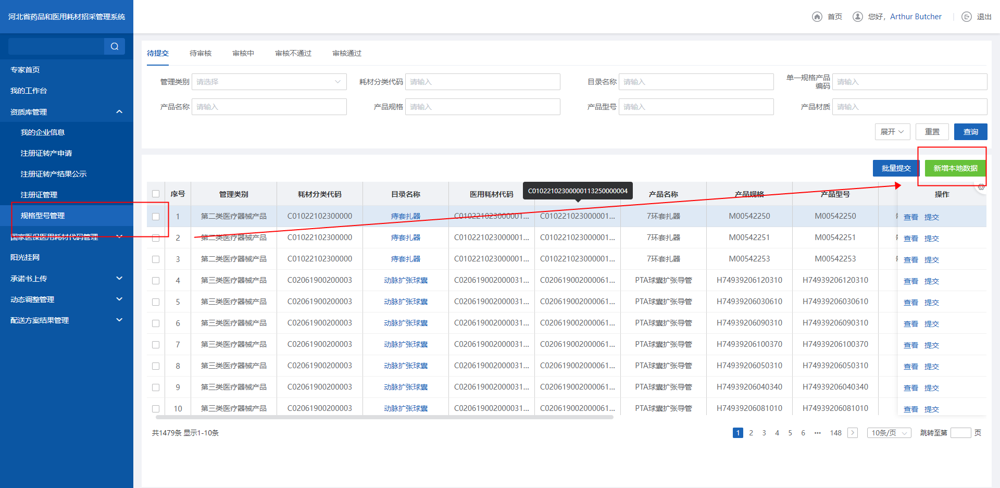 河北省药品和医用耗材招采管理系统
首页
您好，Arthur Butcher
退出
专家首页
我的工作台
资质库管理
我的企业信息
注册证转产申请
注册证转产结果公示
注册证管理
规格型号管理
国家医保医用耗材代码管理
阳光挂网
承诺书上传
动态调整管理
配送方案结果管理
待提交 待审核 审核中 审核不通过 审核通过
管理类别 请选择 耗材分类代码 请输入 目录名称 请输入 单一规格产品编码 请输入
产品名称 请输入 产品规格 请输入 产品型号 请输入 产品材质 请输入
展开 重置 查询
批量提交 新增本地数据
C0102210230000011325000­0004
序号 管理类别 耗材分类代码 目录名称 医用耗材代码 产品名称 产品规格 产品型号 操作
1 第二类医疗器械产品 C01022102300000 痔套扎器 C010221023000001... C010221023000001... 7环套扎器 M00542250 M00542250 查看 提交
2 第二类医疗器械产品 C01022102300000 痔套扎器 C010221023000001... C010221023000001... 7环套扎器 M00542251 M00542251 查看 提交
3 第二类医疗器械产品 C01022102300000 痔套扎器 C010221023000001... C010221023000001... 7环套扎器 M00542253 M00542253 查看 提交
4 第三类医疗器械产品 C02061900200003 动脉扩张球囊 C020619002000031... C020619002000061... PTA球囊扩张导管 H74939206120310 H74939206120310 查看 提交
5 第三类医疗器械产品 C02061900200003 动脉扩张球囊 C020619002000031... C020619002000061... PTA球囊扩张导管 H74939206030610 H74939206030610 查看 提交
6 第三类医疗器械产品 C02061900200003 动脉扩张球囊 C020619002000031... C020619002000061... PTA球囊扩张导管 H74939206090310 H74939206090310 查看 提交
7 第三类医疗器械产品 C02061900200003 动脉扩张球囊 C020619002000031... C020619002000061... PTA球囊扩张导管 H74939206100370 H74939206100370 查看 提交
8 第三类医疗器械产品 C02061900200003 动脉扩张球囊 C020619002000031... C020619002000061... PTA球囊扩张导管 H74939206050310 H74939206050310 查看 提交
9 第三类医疗器械产品 C02061900200003 动脉扩张球囊 C020619002000031... C020619002000061... PTA球囊扩张导管 H74939206040340 H74939206040340 查看 提交
10 第三类医疗器械产品 C02061900200003 动脉扩张球囊 C020619002000031... C020619002000061... PTA球囊扩张导管 H74939206081010 H74939206081010 查看 提交
共1479条 显示1-10条
1 2 3 4 5 6 ••• 148 10条/页 跳转至第 页